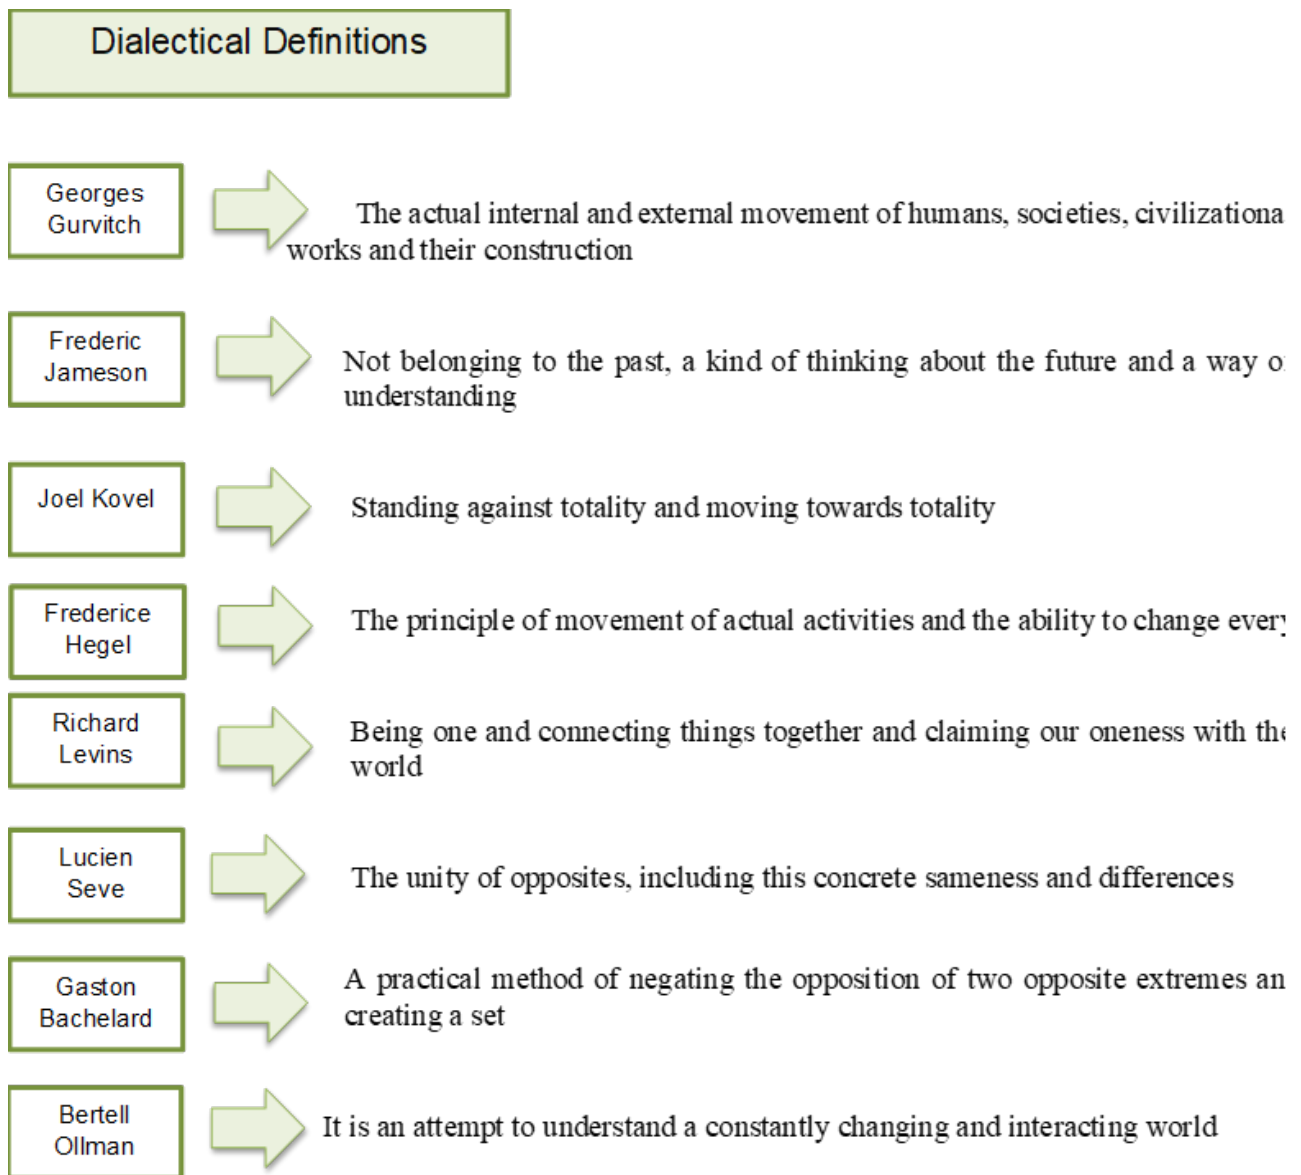 Dialectical Definitions
Georges
Gurvitch
The actual internal and external movement of humans, societies, civilizationa
works and their construction
Frederic
Jameson
Not belonging to the past, a kind of thinking about the future and a way o
understanding
Joel Kovel
Standing against totality and moving towards totality
Frederice
Hegel
The principle of movement of actual activities and the ability to change every
Richard
Levins
Being one and connecting things together and claiming our oneness with the
world
Lucien
Seve
The unity of opposites, including this concrete sameness and differences
Gaston
Bachelard
A practical method of negating the opposition of two opposite extremes an
creating a set
Bertell
Ollman
It is an attempt to understand a constantly changing and interacting world